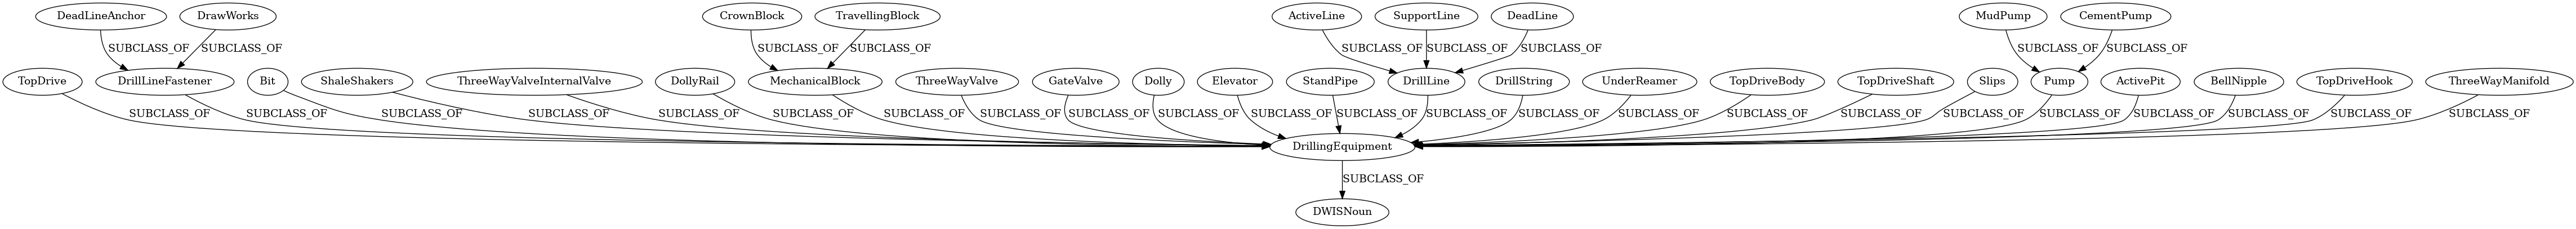 DeadLineAnchor DrawWorks CrownBlock TravellingBlock ActiveLine SupportLine DeadLine MudPump CementPump
SUBCLASS_OF SUBCLASS_OF SUBCLASS_OF SUBCLASS_OF SUBCLASS_OF SUBCLASS_OF SUBCLASS_OF SUBCLASS_OF SUBCLASS_OF
TopDrive DrillLineFastener Bit ShaleShakers ThreeWayValveInternalValve DollyRail MechanicalBlock ThreeWayValve GateValve Dolly Elevator StandPipe DrillLine DrillString UnderReamer TopDriveBody TopDriveShaft Slips Pump ActivePit BellNipple TopDriveHook ThreeWayManifold
SUBCLASS_OF SUBCLASS_OF SUBCLASS_OF SUBCLASS_OF SUBCLASS_OF SUBCLASS_OF SUBCLASS_OF SUBCLASS_OF SUBCLASS_OF SUBCLASS_OF SUBCLASS_OF SUBCLASS_OF SUBCLASS_OF SUBCLASS_OF SUBCLASS_OF SUBCLASS_OF SUBCLASS_OF SUBCLASS_OF SUBCLASS_OF SUBCLASS_OF SUBCLASS_OF SUBCLASS_OF SUBCLASS_OF
DrillingEquipment
SUBCLASS_OF
DWISNoun